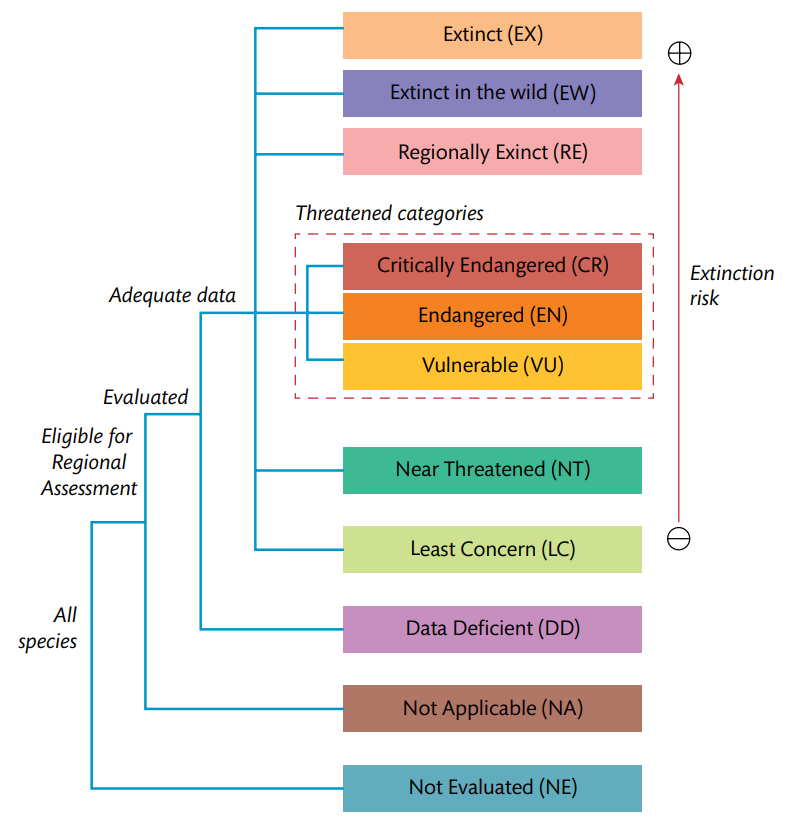 Extinct (EX)
Extinct in the wild (EW)
Regionally Exinct (RE)
Threatened categories
Critically Endangered (CR)
Endangered (EN)
Vulnerable (VU)
Adequate data
Extinction
risk
Evaluated
Eligible for
Regional
Assessment
Near Threatened (NT)
Least Concern (LC)
All
species
Data Deficient (DD)
Not Applicable (NA)
Not Evaluated (NE)